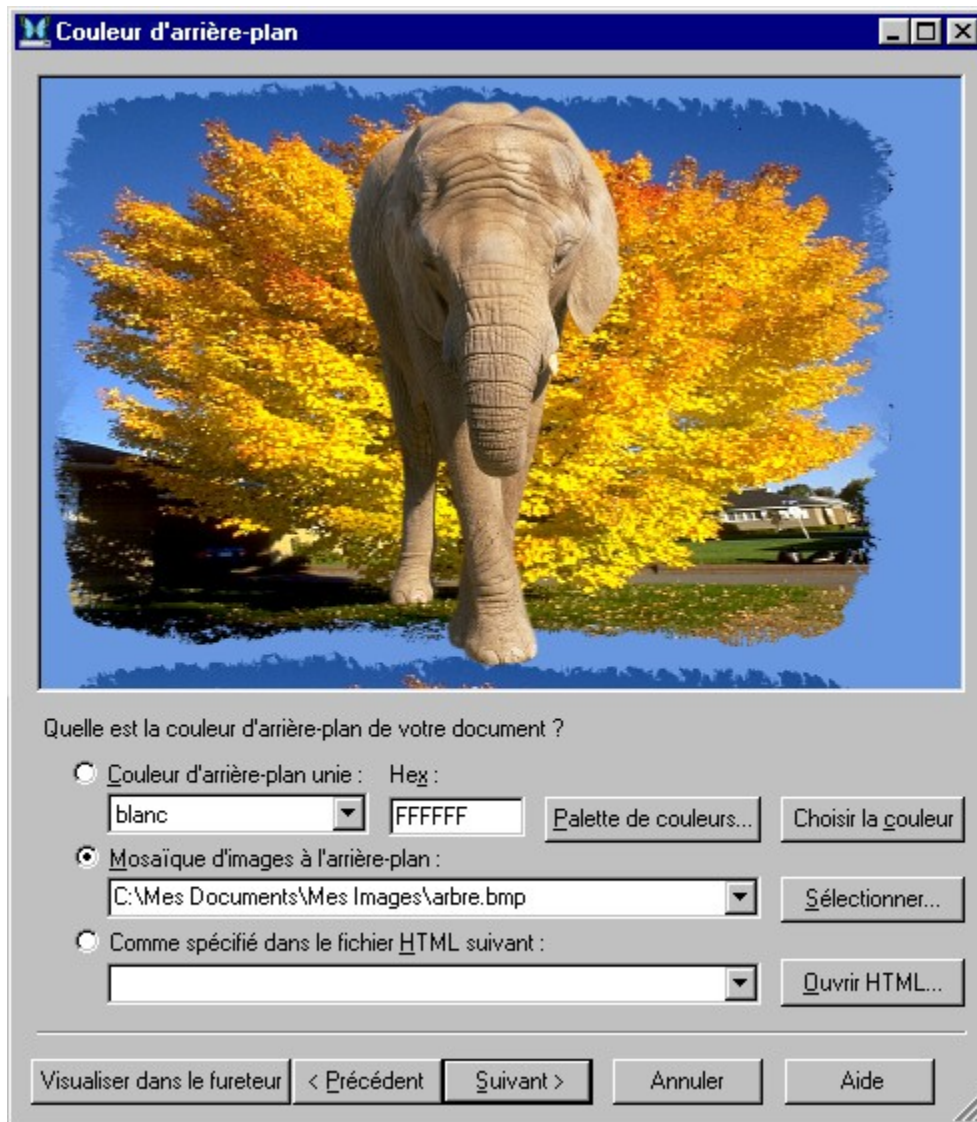 Couleur d'arrière-plan
Quelle est la couleur d'arrière-plan de votre document ?
Couleur d'arrière-plan unie : Hex :
blanc FFFFFF Palette de couleurs... Choisir la couleur
Mosaïque d'images à l'arrière-plan :
C:\Mes Documents\Mes Images\arbre.bmp Sélectionner...
Comme spécifié dans le fichier HTML suivant :
Ouvrir HTML...
Visualiser dans le fureteur < Précédent Suivant > Annuler Aide